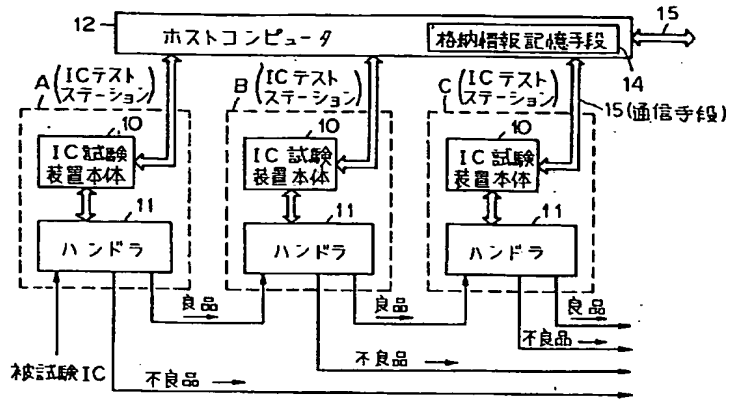 12
ホストコンピュータ
格納情報記憶手段
15
14
A (ICテスト
ステーション)
B (ICテスト
ステーション)
C (ICテスト
ステーション)
15(通信手段)
10
IC試験
装置本体
10
IC試験
装置本体
10
IC試験
装置本体
11
ハンドラ
11
ハンドラ
11
ハンドラ
良品
良品
良品
不良品
不良品
被試験IC
不良品